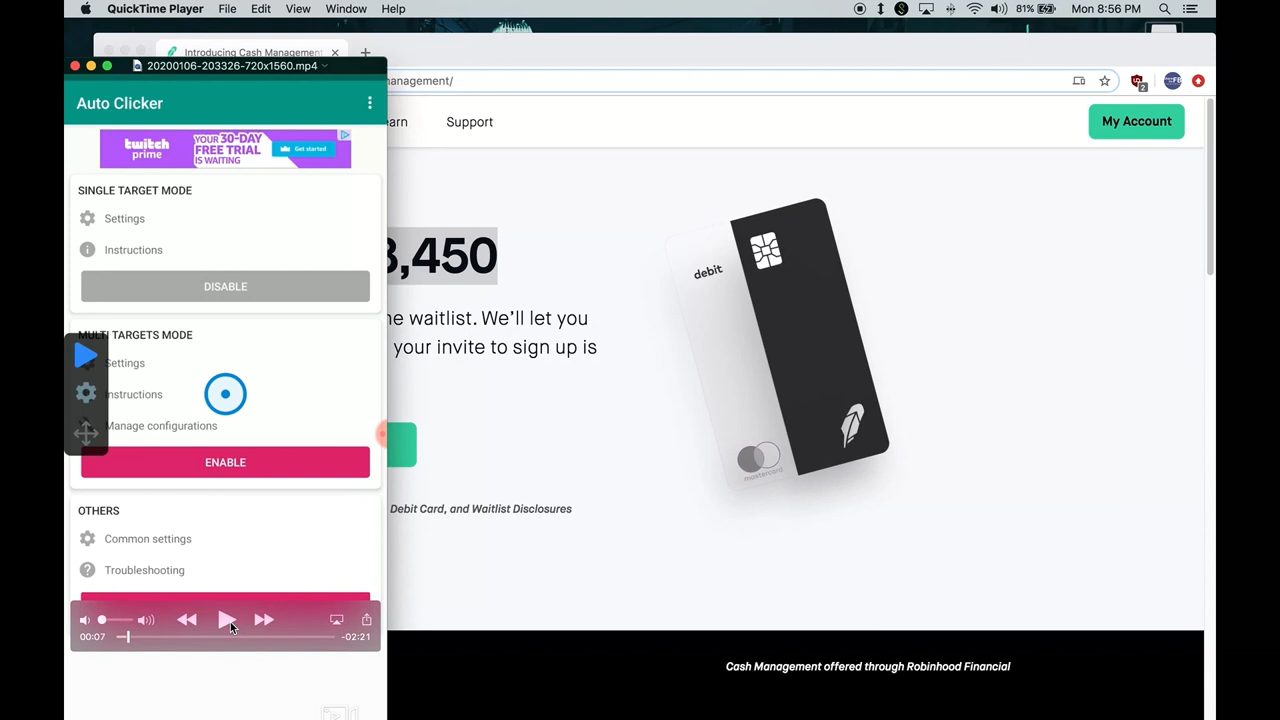 QuickTime Player File Edit View Window Help
81% Mon 8:56 PM
Introducing Cash Management
20200106-203326-720x1560.mp4
management/
Auto Clicker
earn Support
My Account
twitch prime
YOUR 30-DAY FREE TRIAL IS WAITING
Get started
SINGLE TARGET MODE
Settings
Instructions
DISABLE
MULTI TARGETS MODE
Settings
Instructions
Manage configurations
ENABLE
OTHERS
Common settings
Troubleshooting
00:07 -02:21
3,450
ne waitlist. We’ll let you
your invite to sign up is
Debit Card, and Waitlist Disclosures
debit
mastercard
Cash Management offered through Robinhood Financial